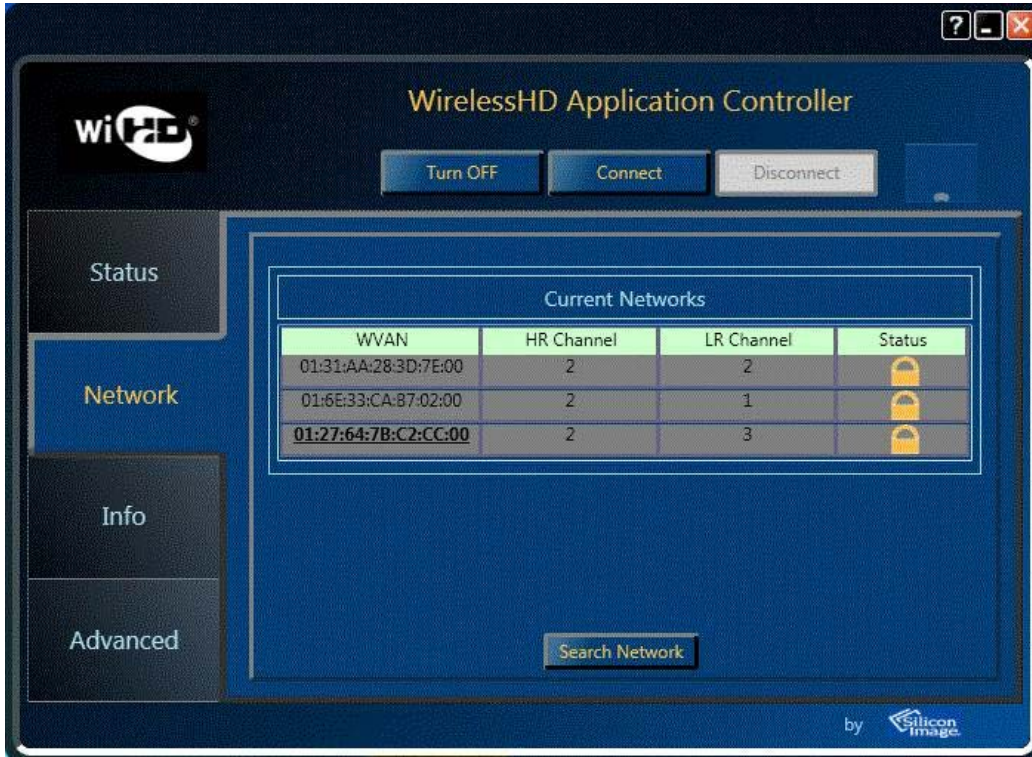 ?
wiHD®
WirelessHD Application Controller
Turn OFF Connect Disconnect
Status
Network
Info
Advanced
Current Networks
WVAN HR Channel LR Channel Status
01:31:AA:28:3D:7E:00 2 2
01:6E:33:CA:B7:02:00 2 1
01:27:64:7B:C2:CC:00 2 3
Search Network
by Silicon Image.